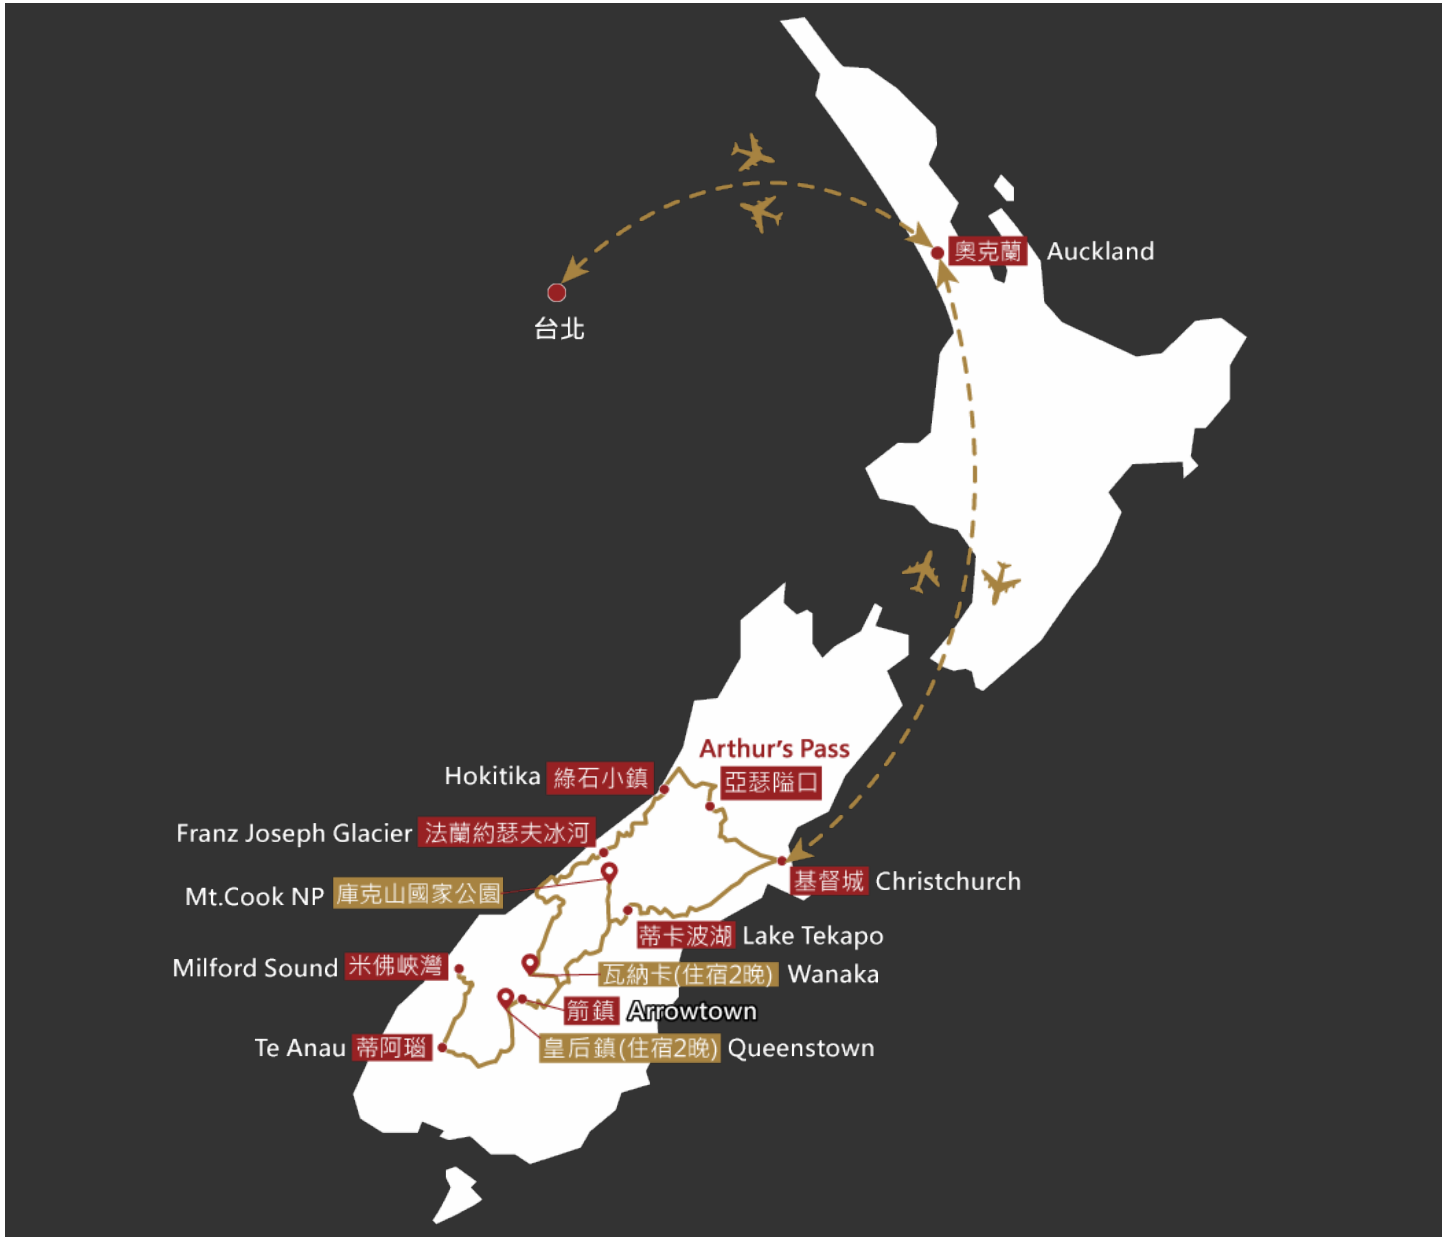 奧克蘭 Auckland
台北
Arthur's Pass
亞瑟隘口
Hokitika 綠石小鎮
Franz Joseph Glacier 法蘭約瑟夫冰河
基督城 Christchurch
Mt.Cook NP 庫克山國家公園
蒂卡波湖 Lake Tekapo
Milford Sound 米佛峽灣
瓦納卡(住宿2晚) Wanaka
箭鎮 Arrowtown
Te Anau 蒂阿瑙
皇后鎮(住宿2晚) Queenstown